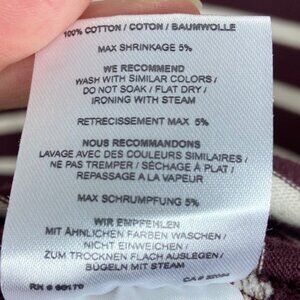 100% COTTON / COTON / BAUMWOLLE
MAX SHRINKAGE 5%
WE RECOMMEND
WASH WITH SIMILAR COLORS /
DO NOT SOAK / FLAT DRY /
IRONING WITH STEAM
RETRECISSEMENT MAX 5%
NOUS RECOMMANDONS
LAVAGE AVEC DES COULEURS SIMILAIRES /
NE PAS TREMPER / SÉCHAGE À PLAT /
REPASSAGE A LA VAPEUR
MAX SCHRUMPFUNG 5%
WIR EMPFEHLEN
MIT ÄHNLICHEN FARBEN WASCHEN /
NICHT EINWEICHEN /
ZUM TROCKNEN FLACH AUSLEGEN /
BÜGELN MIT STEAM
RN #
CA #